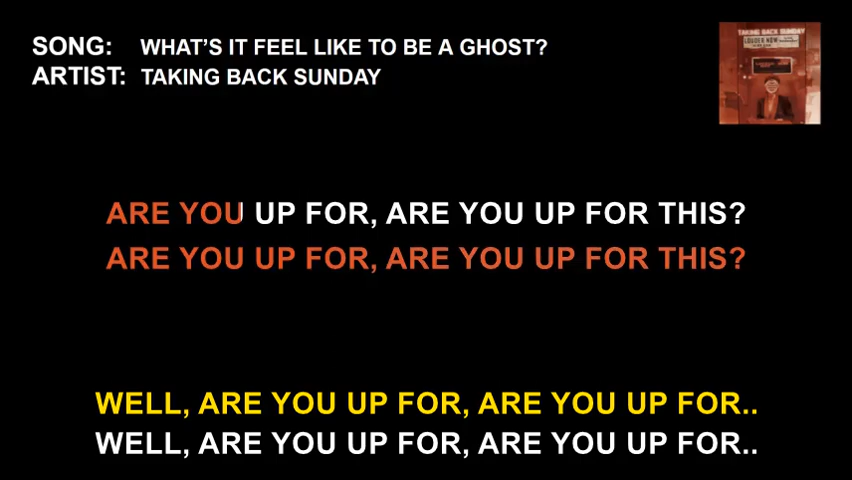 SONG: WHAT'S IT FEEL LIKE TO BE A GHOST?
ARTIST: TAKING BACK SUNDAY
TAKING BACK SUNDAY
LOUDER NOW
ARE YOU UP FOR, ARE YOU UP FOR THIS?
ARE YOU UP FOR, ARE YOU UP FOR THIS?
WELL, ARE YOU UP FOR, ARE YOU UP FOR..
WELL, ARE YOU UP FOR, ARE YOU UP FOR..